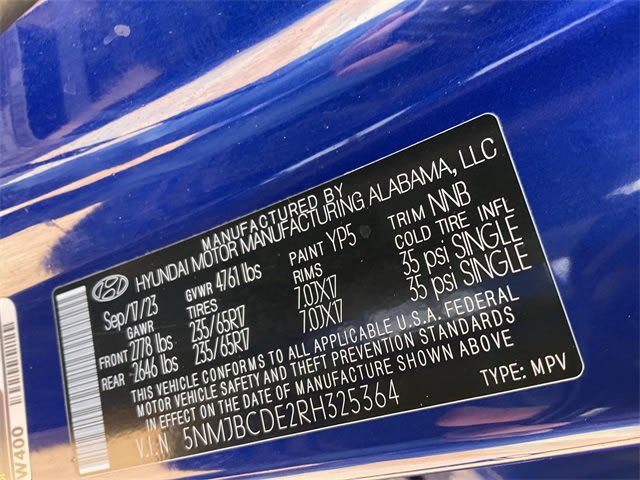 MANUFACTURED BY
HYUNDAI MOTOR MANUFACTURING ALABAMA, LLC
Sep/17/23 GVWR 4761 lbs PAINT YP5 TRIM NNB
GAWR TIRES RIMS COLD TIRE INFL
FRONT 2778 lbs 235/65R17 7.0JX17 35 psi SINGLE
REAR -2646 lbs 235/65R17 7.0JX17 35 psi SINGLE
THIS VEHICLE CONFORMS TO ALL APPLICABLE U.S.A. FEDERAL
MOTOR VEHICLE SAFETY AND THEFT PREVENTION STANDARDS
IN EFFECT ON THE DATE OF MANUFACTURE SHOWN ABOVE
V.I.N 5NMJBCDE2RH325364 TYPE: MPV
W400